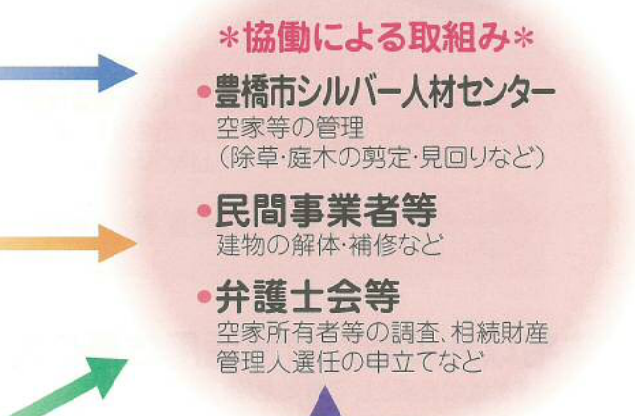 *協働による取組み*
•豊橋市シルバー人材センター
空家等の管理
(除草･庭木の剪定･見回りなど)
•民間事業者等
建物の解体･補修など
•弁護士会等
空家所有者等の調査､相続財産
管理人選任の申立てなど